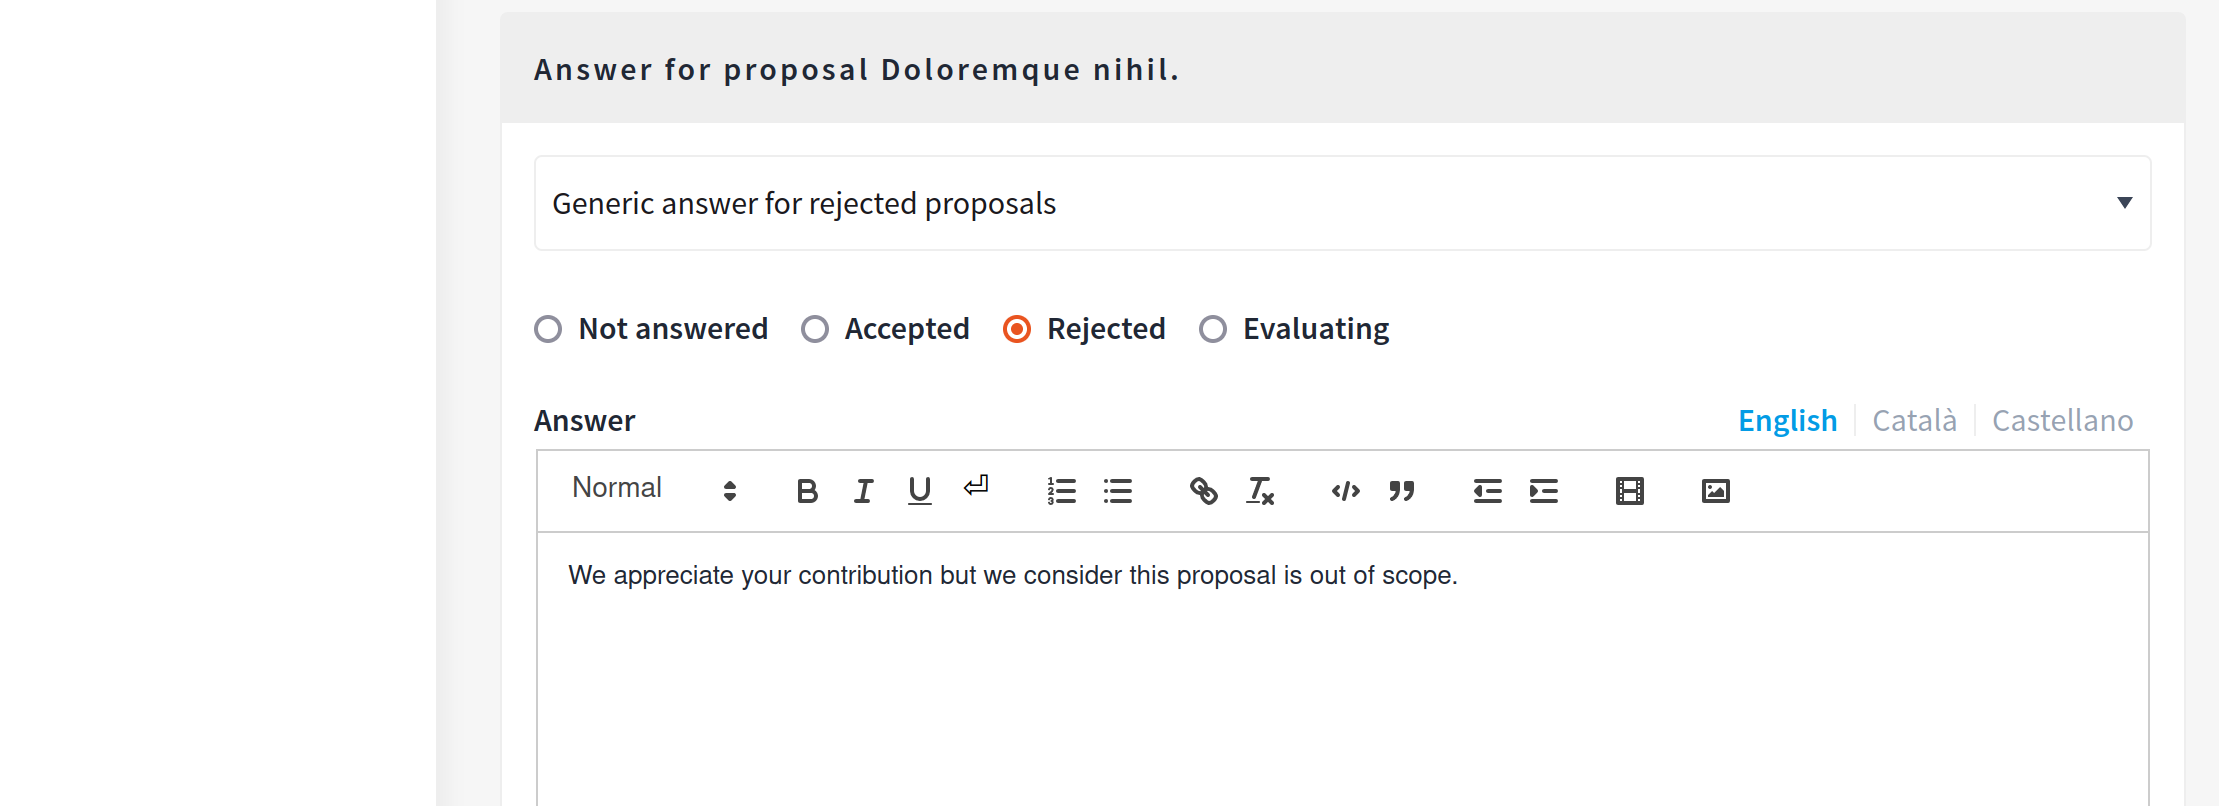 Answer for proposal Doloremque nihil.
Generic answer for rejected proposals
Not answered Accepted Rejected Evaluating
Answer English Català Castellano
Normal
We appreciate your contribution but we consider this proposal is out of scope.